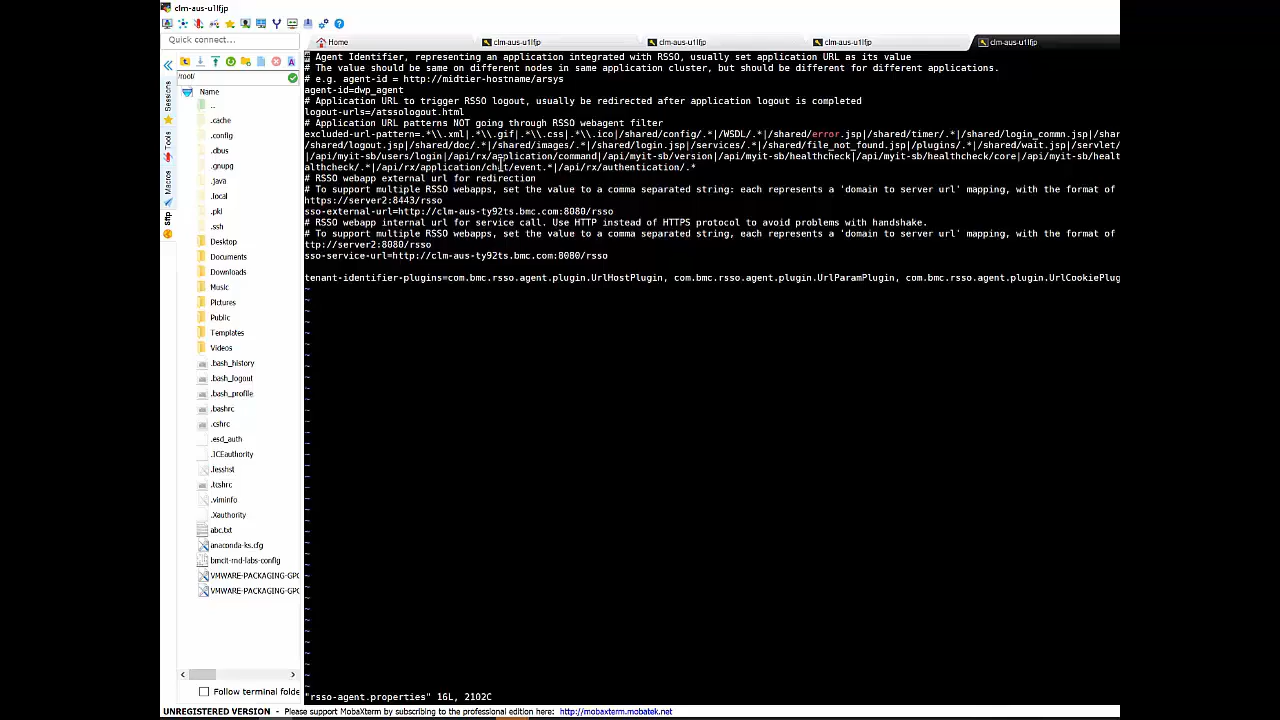 clm-aus-u1lfjp
Quick connect...
Home
clm-aus-u1lfjp
clm-aus-u1lfjp
clm-aus-u1lfjp
clm-aus-u1lfjp
/root/
Name
..
.cache
.config
.dbus
.gnupg
.java
.local
.pki
.ssh
Desktop
Documents
Downloads
Music
Pictures
Public
Templates
Videos
.bash_history
.bash_logout
.bash_profile
.bashrc
.cshrc
.esd_auth
.ICEauthority
.lesshst
.tcshrc
.viminfo
.Xauthority
abc.txt
anaconda-ks.cfg
bmclt-rnd-labs-config
VMWARE-PACKAGING-GPG
VMWARE-PACKAGING-GPG
Follow terminal folde
Sessions
Tools
Macros
Sftp
# Agent Identifier, representing an application integrated with RSSO, usually set application URL as its value
# The value should be same on different nodes in same application cluster, but should be different for different applications.
# e.g. agent-id = http://midtier-hostname/arsys
agent-id=dwp_agent
# Application URL to trigger RSSO logout, usually be redirected after application logout is completed
logout-urls=/atssologout.html
# Application URL patterns NOT going through RSSO webagent filter
excluded-url-pattern=.*\\.xml|.*\\.gif|.*\\.css|.*\\.ico|/shared/config/.*|/WSDL/.*|/shared/error.jsp|/shared/timer/.*|/shared/login_common.jsp|/shar
/shared/logout.jsp|/shared/doc/.*|/shared/images/.*|/shared/login.jsp|/services/.*|/shared/file_not_found.jsp|/plugins/.*|/shared/wait.jsp|/servlet/
|/api/myit-sb/users/login|/api/rx/application/command|/api/myit-sb/version|/api/myit-sb/healthcheck|/api/myit-sb/healthcheck/core|/api/myit-sb/healt
althcheck/.*|/api/rx/application/chat/event.*|/api/rx/authentication/.*
# RSSO webapp external url for redirection
# To support multiple RSSO webapps, set the value to a comma separated string: each represents a 'domain to server url' mapping, with the format of
https://server2:8443/rsso
sso-external-url=http://clm-aus-ty92ts.bmc.com:8080/rsso
# RSSO webapp internal url for service call. Use HTTP instead of HTTPS protocol to avoid problems with handshake.
# To support multiple RSSO webapps, set the value to a comma separated string, each represents a 'domain to server url' mapping, with the format of
ttp://server2:8080/rsso
sso-service-url=http://clm-aus-ty92ts.bmc.com:8080/rsso
tenant-identifier-plugins=com.bmc.rsso.agent.plugin.UrlHostPlugin, com.bmc.rsso.agent.plugin.UrlParamPlugin, com.bmc.rsso.agent.plugin.UrlCookiePlug
"rsso-agent.properties" 16L, 2102C
UNREGISTERED VERSION - Please support MobaXterm by subscribing to the professional edition here: http://mobaxterm.mobatek.net